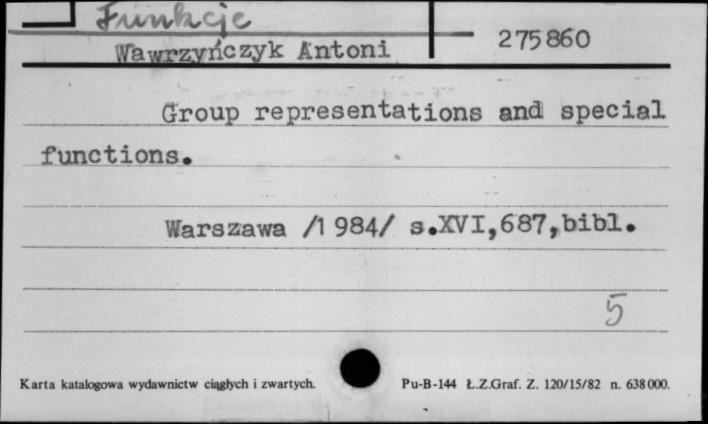 Funkcje
Wawrzyńczyk Antoni
275860
Group representations and special
functions.
Warszawa /1984/ s.XVI,687,bibl.
5
Karta katalogowa wydawnictw ciągłych i zwartych.
Pu-B-144 Ł.Z.Graf. Z. 120/15/82 n. 638000.